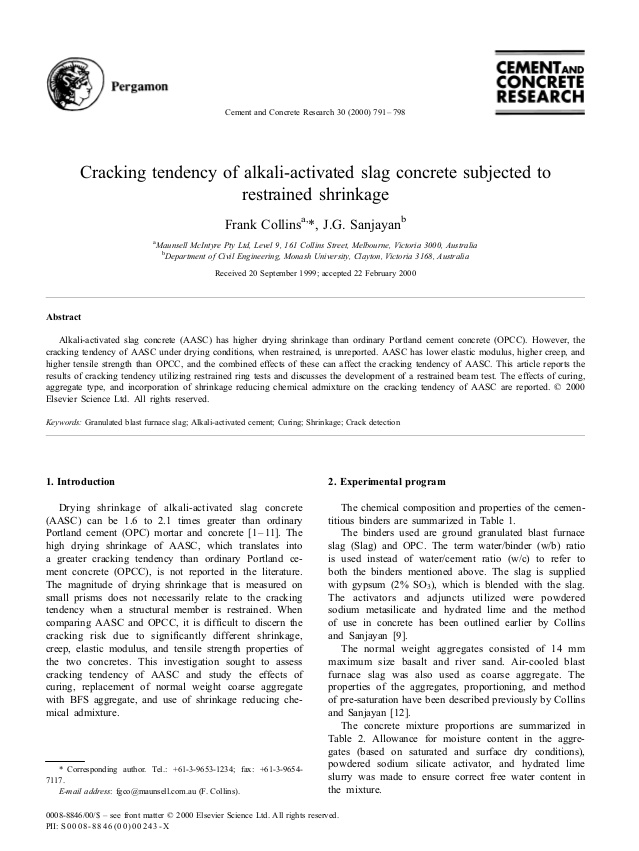 Pergamon
CEMENT AND
CONCRETE
RESEARCH
Cement and Concrete Research 30 (2000) 791–798
Cracking tendency of alkali-activated slag concrete subjected to
restrained shrinkage
Frank Collinsa,*, J.G. Sanjayanb
aMaunsell McIntyre Pty Ltd, Level 9, 161 Collins Street, Melbourne, Victoria 3000, Australia
bDepartment of Civil Engineering, Monash University, Clayton, Victoria 3168, Australia
Received 20 September 1999; accepted 22 February 2000
Abstract
Alkali-activated slag concrete (AASC) has higher drying shrinkage than ordinary Portland cement concrete (OPCC). However, the
cracking tendency of AASC under drying conditions, when restrained, is unreported. AASC has lower elastic modulus, higher creep, and
higher tensile strength than OPCC, and the combined effects of these can affect the cracking tendency of AASC. This article reports the
results of cracking tendency utilizing restrained ring tests and discusses the development of a restrained beam test. The effects of curing,
aggregate type, and incorporation of shrinkage reducing chemical admixture on the cracking tendency of AASC are reported. © 2000
Elsevier Science Ltd. All rights reserved.
Keywords: Granulated blast furnace slag; Alkali-activated cement; Curing; Shrinkage; Crack detection
1. Introduction
Drying shrinkage of alkali-activated slag concrete
(AASC) can be 1.6 to 2.1 times greater than ordinary
Portland cement (OPC) mortar and concrete [1–11]. The
high drying shrinkage of AASC, which translates into
a greater cracking tendency than ordinary Portland ce-
ment concrete (OPCC), is not reported in the literature.
The magnitude of drying shrinkage that is measured on
small prisms does not necessarily relate to the cracking
tendency when a structural member is restrained. When
comparing AASC and OPCC, it is difficult to discern the
cracking risk due to significantly different shrinkage,
creep, elastic modulus, and tensile strength properties of
the two concretes. This investigation sought to assess
cracking tendency of AASC and study the effects of
curing, replacement of normal weight coarse aggregate
with BFS aggregate, and use of shrinkage reducing che-
mical admixture.
* Corresponding author. Tel.: +61-3-9653-1234; fax: +61-3-9654-
7117.
E-mail address: fgco@maunsell.com.au (F. Collins).
2. Experimental program
The chemical composition and properties of the cemen-
titious binders are summarized in Table 1.
The binders used are ground granulated blast furnace
slag (Slag) and OPC. The term water/binder (w/b) ratio
is used instead of water/cement ratio (w/c) to refer to
both the binders mentioned above. The slag is supplied
with gypsum (2% SO3), which is blended with the slag.
The activators and adjuncts utilized were powdered
sodium metasilicate and hydrated lime and the method
of use in concrete has been outlined earlier by Collins
and Sanjayan [9].
The normal weight aggregates consisted of 14 mm
maximum size basalt and river sand. Air-cooled blast
furnace slag was also used as coarse aggregate. The
properties of the aggregates, proportioning, and method
of pre-saturation have been described previously by Collins
and Sanjayan [12].
The concrete mixture proportions are summarized in
Table 2. Allowance for moisture content in the aggre-
gates (based on saturated and surface dry conditions),
powdered sodium silicate activator, and hydrated lime
slurry was made to ensure correct free water content in
the mixture.
0008-8846/00/$ – see front matter © 2000 Elsevier Science Ltd. All rights reserved.
PII: S0008-8846(00)00243-X